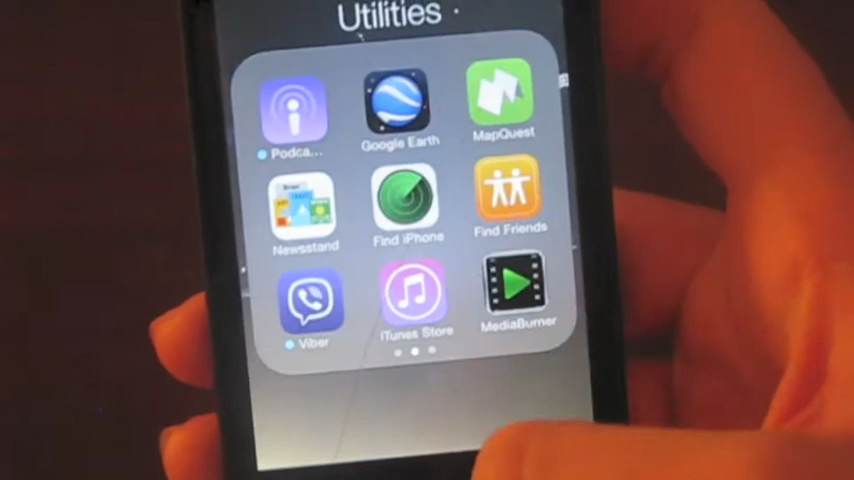 Utilities
Podca...
Google Earth
MapQuest
Newsstand
Find iPhone
Find Friends
Viber
iTunes Store
MediaBurner